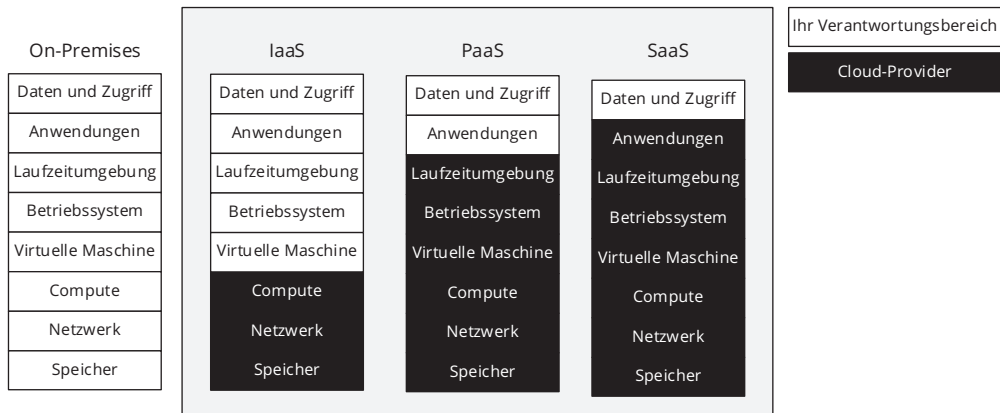 On-Premises
Daten und Zugriff
Anwendungen
Laufzeitumgebung
Betriebssystem
Virtuelle Maschine
Compute
Netzwerk
Speicher
IaaS
Daten und Zugriff
Anwendungen
Laufzeitumgebung
Betriebssystem
Virtuelle Maschine
Compute
Netzwerk
Speicher
PaaS
Daten und Zugriff
Anwendungen
Laufzeitumgebung
Betriebssystem
Virtuelle Maschine
Compute
Netzwerk
Speicher
SaaS
Daten und Zugriff
Anwendungen
Laufzeitumgebung
Betriebssystem
Virtuelle Maschine
Compute
Netzwerk
Speicher
Ihr Verantwortungsbereich
Cloud-Provider